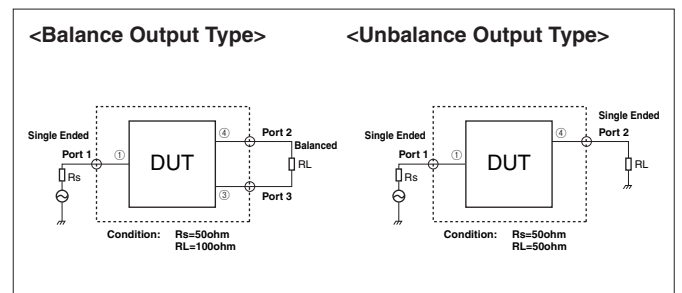 <Balance Output Type>
Single Ended
Port 1
①
Rs
DUT
④
Port 2
Balanced
RL
③
Port 3
Condition: Rs=50ohm
RL=100ohm
<Unbalance Output Type>
Single Ended
Port 1
①
Rs
DUT
④
Single Ended
Port 2
RL
Condition: Rs=50ohm
RL=50ohm